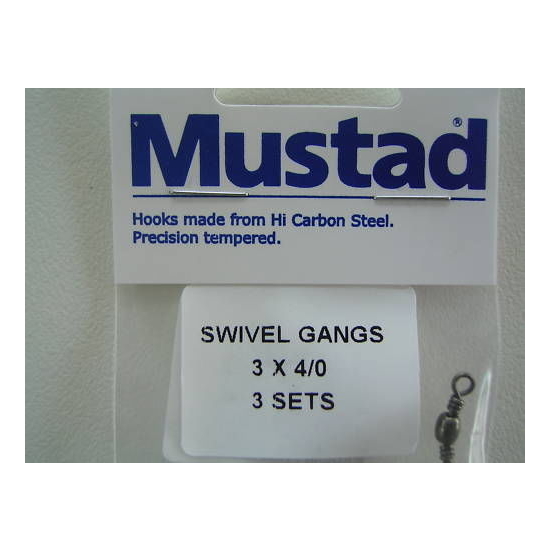 Mustad®
Hooks made from Hi Carbon Steel.
Precision tempered.
SWIVEL GANGS
3 X 4/0
3 SETS